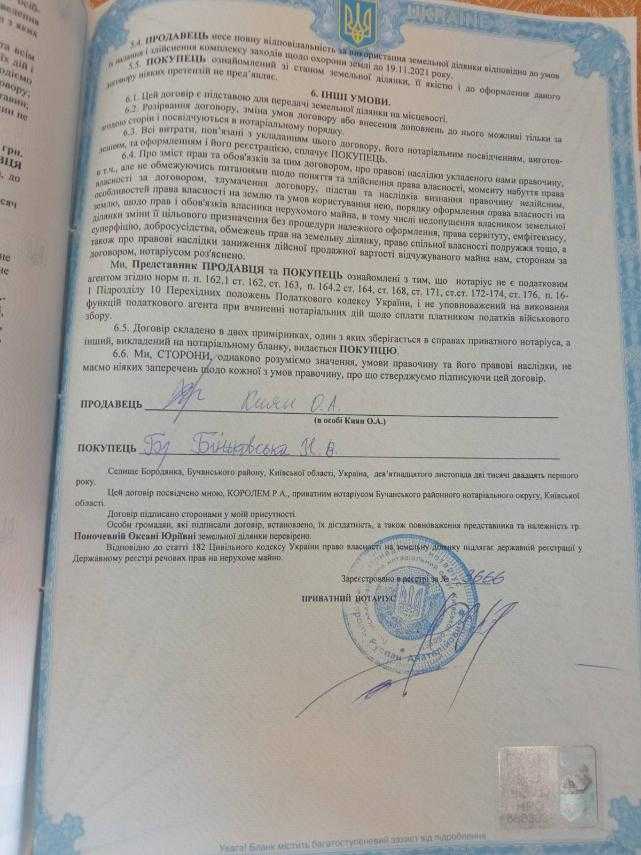 UKRAINE
5.4. ПРОДАВЕЦЬ несе повну відповідальність за використання земельної ділянки відповідно до умов
її надання і здійснення комплексу заходів щодо охорони землі до 19.11.2021 року.
5.5. ПОКУПЕЦЬ ознайомлений зі станом земельної ділянки, її якістю і до оформлення даного
договору ніяких претензій не пред'являє.
6. ІНШІ УМОВИ.
6.1. Цей договір є підставою для передачі земельної ділянки на місцевості.
6.2. Розірвання договору, зміна умов договору або внесення доповнень до нього можливі тільки за
згодою сторін і посвідчуються в нотаріальному порядку.
6.3. Всі витрати, пов'язані з укладанням цього договору, його нотаріальним посвідченням, виготов-
ленням, та оформленням і його реєстрацією, сплачує ПОКУПЕЦЬ.
6.4. Про зміст прав та обов'язків за цим договором, про правові наслідки укладеного нами правочину,
в т.ч., але не обмежуючись питаннями щодо поняття та здійснення права власності, моменту набуття права
власності за договором, тлумачення договору, підстав та наслідків визнання правочину недійсним,
особливостей права власності на землю та умов користування нею, порядку оформлення права власності на
землю, щодо прав і обов'язків власника нерухомого майна, в тому числі недопущення власником земельної
ділянки зміни її цільового призначення без процедури належного оформлення, права сервітуту, емфітевзису,
суперфіцію, добросусідства, обмежень прав на земельну ділянку, право спільної власності подружжя тощо, а
також про правові наслідки заниження дійсної продажної вартості відчужуваного майна нам, сторонам за
договором, нотаріусом роз'яснено.
Ми, Представник ПРОДАВЦЯ та ПОКУПЕЦЬ ознайомлені з тим, що нотаріус не є податковим
агентом згідно норм п. п. 162.1 ст. 162, ст. 163, п. 164.2 ст. 164, ст. 168, ст. 171, ст.ст. 172-174, ст. 176, п. 16-
1 Підрозділу 10 Перехідних положень Податкового кодексу України, і не уповноважений на виконання
функцій податкового агента при вчиненні нотаріальних дій щодо сплати платником податків військового
збору.
6.5. Договір складено в двох примірниках, один з яких зберігається в справах приватного нотаріуса, а
інший, викладений на нотаріальному бланку, видається ПОКУПЦЮ.
6.6. Ми, СТОРОНИ, однаково розуміємо значення, умови правочину та його правові наслідки, не
маємо ніяких заперечень щодо кожної з умов правочину, про що стверджуємо підписуючи цей договір.
ПРОДАВЕЦЬ Киян О.А.
(в особі Киян О.А.)
ПОКУПЕЦЬ
Селище Бородянка, Бучанського району, Київської області, Україна, дев'ятнадцятого листопада дві тисячі двадцять першого
року.
Цей договір посвідчено мною, КОРОЛЕМ Р.А., приватним нотаріусом Бучанського районного нотаріального округу, Київської
області.
Договір підписано сторонами у моїй присутності.
Особи громадян, які підписали договір, встановлено, їх дієздатність, а також повноваження представника та належність гр.
Поночевній Оксані Юріївні земельної ділянки перевірено.
Відповідно до статті 182 Цивільного кодексу України право власності на земельну ділянку підлягає державній реєстрації у
Державному реєстрі речових прав на нерухоме майно.
Зареєстровано в реєстрі за № 3666
ПРИВАТНИЙ НОТАРІУС
Увага! Бланк містить багатоступеневий захист від підроблення